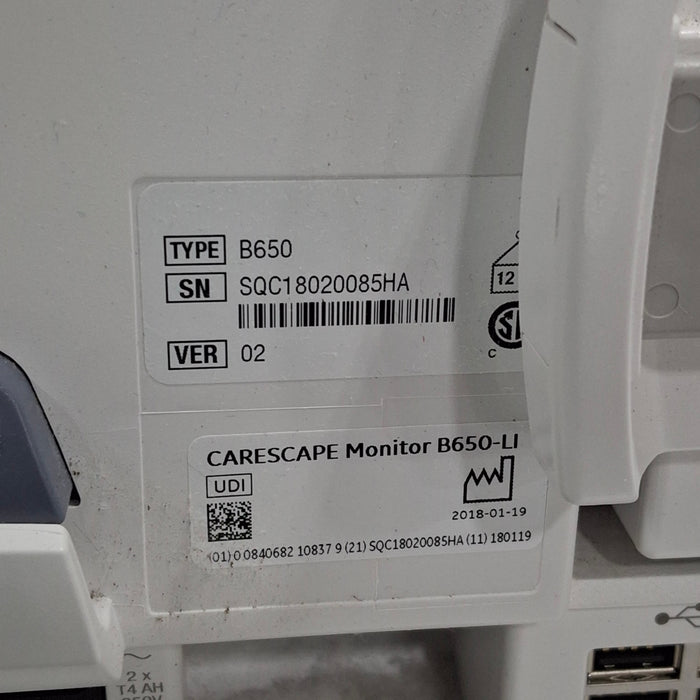 TYPE B650
SN SQC18020085HA
12
VER 02
C
CARESCAPE Monitor B650-LI
UDI
2018-01-19
(01) 0 0840682 10837 9 (21) SQC18020085HA (11) 180119
2 x
T4 AH
250V